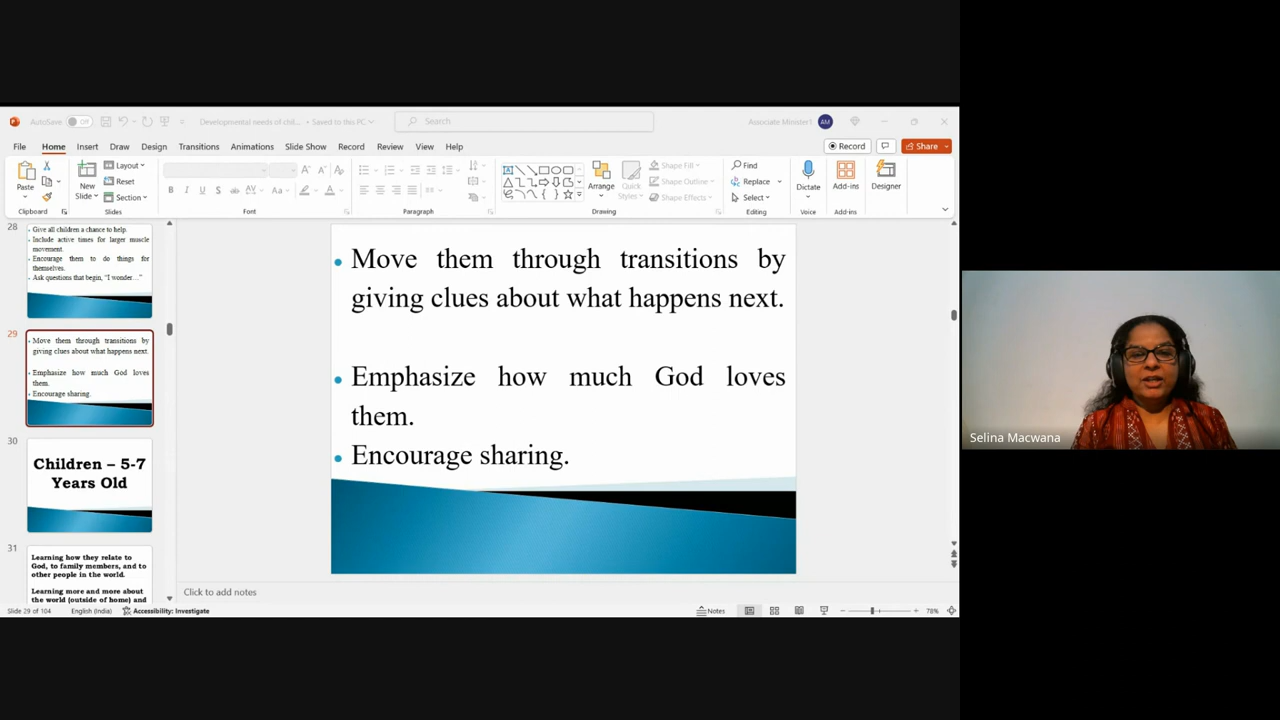 AutoSave Off
Developmental needs of chil... • Saved to this PC
Search
Associate Minister1 AM
File Home Insert Draw Design Transitions Animations Slide Show Record Review View Help
Record Share
Paste
New
Slide
Layout
Reset
Section
B I U S
Aa
A
Arrange
Quick
Styles
Shape Fill
Shape Outline
Shape Effects
Find
Replace
Select
Dictate
Add-ins
Designer
Clipboard Slides Font Paragraph Drawing Editing Voice Add-ins
28
Give all children a chance to help.
Include active times for larger muscle
movement.
Encourage them to do things for
themselves.
Ask questions that begin, "I wonder…"
29
Move them through transitions by
giving clues about what happens next.
Emphasize how much God loves
them.
Encourage sharing.
30
Children – 5-7
Years Old
31
Learning how they relate to
God, to family members, and to
other people in the world.
Learning more and more about
the world (outside of home) and
• Move them through transitions by
giving clues about what happens next.
• Emphasize how much God loves
them.
• Encourage sharing.
Click to add notes
Slide 29 of 104 English (India) Accessibility: Investigate
Notes 78%
Selina Macwana